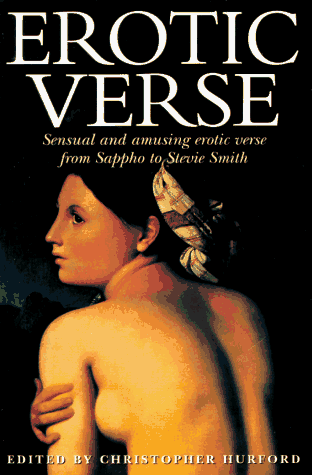 EROTIC
VERSE
Sensual and amusing erotic verse
from Sappho to Stevie Smith
EDITED BY CHRISTOPHER HURFORD